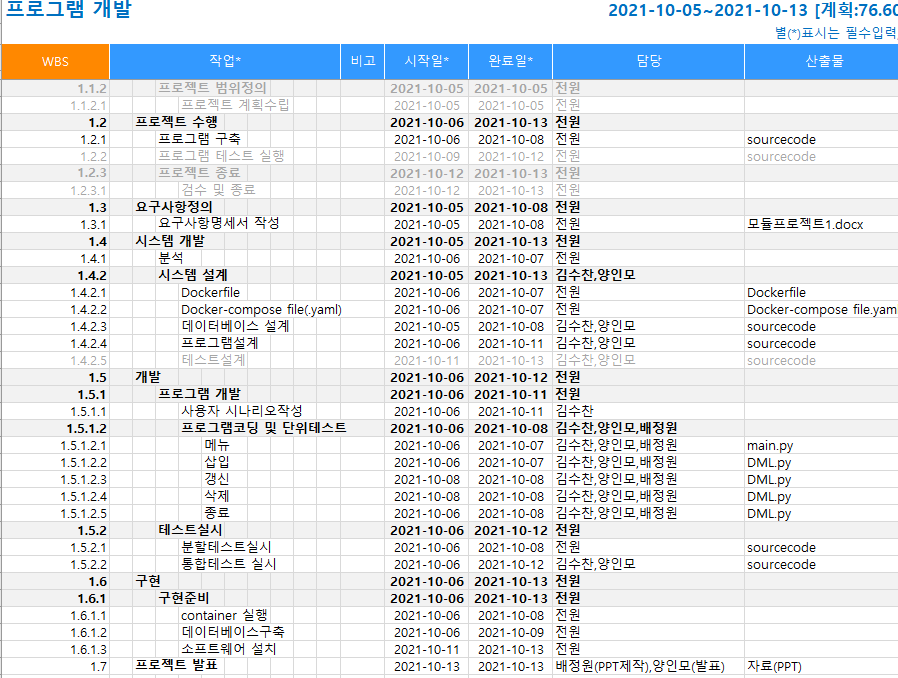 프로그램 개발 2021-10-05~2021-10-13 [계획:76.60
별(*)표시는 필수입력
WBS 작업* 비고 시작일* 완료일* 담당 산출물
1.1.2 프로젝트 범위정의 2021-10-05 2021-10-05 전원
1.1.2.1 프로젝트 계획수립 2021-10-05 2021-10-05 전원
1.2 프로젝트 수행 2021-10-06 2021-10-13 전원
1.2.1 프로그램 구축 2021-10-06 2021-10-08 전원 sourcecode
1.2.2 프로그램 테스트 실행 2021-10-09 2021-10-12 전원 sourcecode
1.2.3 프로젝트 종료 2021-10-12 2021-10-13 전원
1.2.3.1 검수 및 종료 2021-10-12 2021-10-13 전원
1.3 요구사항정의 2021-10-05 2021-10-08 전원
1.3.1 요구사항명세서 작성 2021-10-05 2021-10-08 전원 모듈프로젝트1.docx
1.4 시스템 개발 2021-10-05 2021-10-13 전원
1.4.1 분석 2021-10-06 2021-10-07 전원
1.4.2 시스템 설계 2021-10-05 2021-10-13 김수찬,양인모
1.4.2.1 Dockerfile 2021-10-06 2021-10-07 전원 Dockerfile
1.4.2.2 Docker-compose file(.yaml) 2021-10-06 2021-10-07 전원 Docker-compose file.yam
1.4.2.3 데이터베이스 설계 2021-10-05 2021-10-08 김수찬,양인모 sourcecode
1.4.2.4 프로그램설계 2021-10-06 2021-10-11 김수찬,양인모 sourcecode
1.4.2.5 테스트설계 2021-10-11 2021-10-13 김수찬,양인모 sourcecode
1.5 개발 2021-10-06 2021-10-12 전원
1.5.1 프로그램 개발 2021-10-06 2021-10-11 전원
1.5.1.1 사용자 시나리오작성 2021-10-06 2021-10-11 김수찬
1.5.1.2 프로그램코딩 및 단위테스트 2021-10-06 2021-10-08 김수찬,양인모,배정원
1.5.1.2.1 메뉴 2021-10-06 2021-10-07 김수찬,양인모,배정원 main.py
1.5.1.2.2 삽입 2021-10-06 2021-10-07 김수찬,양인모,배정원 DML.py
1.5.1.2.3 갱신 2021-10-08 2021-10-08 김수찬,양인모,배정원 DML.py
1.5.1.2.4 삭제 2021-10-08 2021-10-08 김수찬,양인모,배정원 DML.py
1.5.1.2.5 종료 2021-10-08 2021-10-08 김수찬,양인모,배정원 DML.py
1.5.2 테스트실시 2021-10-06 2021-10-12 전원
1.5.2.1 분할테스트실시 2021-10-06 2021-10-08 전원 sourcecode
1.5.2.2 통합테스트 실시 2021-10-06 2021-10-12 김수찬,양인모 sourcecode
1.6 구현 2021-10-06 2021-10-13 전원
1.6.1 구현준비 2021-10-06 2021-10-13 전원
1.6.1.1 container 실행 2021-10-06 2021-10-08 전원
1.6.1.2 데이터베이스구축 2021-10-06 2021-10-09 전원
1.6.1.3 소프트웨어 설치 2021-10-11 2021-10-13 전원
1.7 프로젝트 발표 2021-10-13 2021-10-13 배정원(PPT제작),양인모(발표) 자료(PPT)